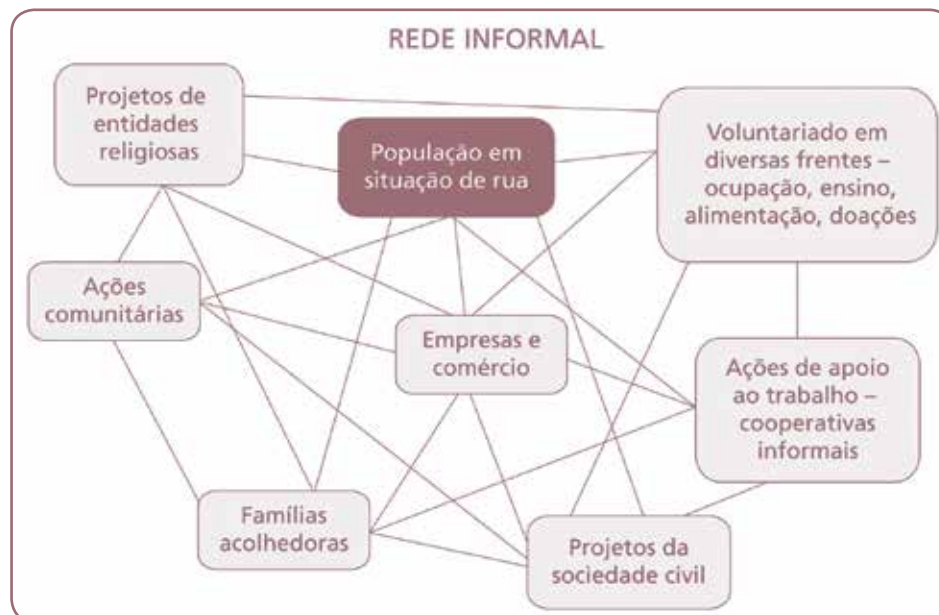 REDE INFORMAL
Projetos de
entidades
religiosas
População em
situação de rua
Voluntariado em
diversas frentes –
ocupação, ensino,
alimentação, doações
Ações
comunitárias
Empresas e
comércio
Ações de apoio
ao trabalho –
cooperativas
informais
Famílias
acolhedoras
Projetos da
sociedade civil